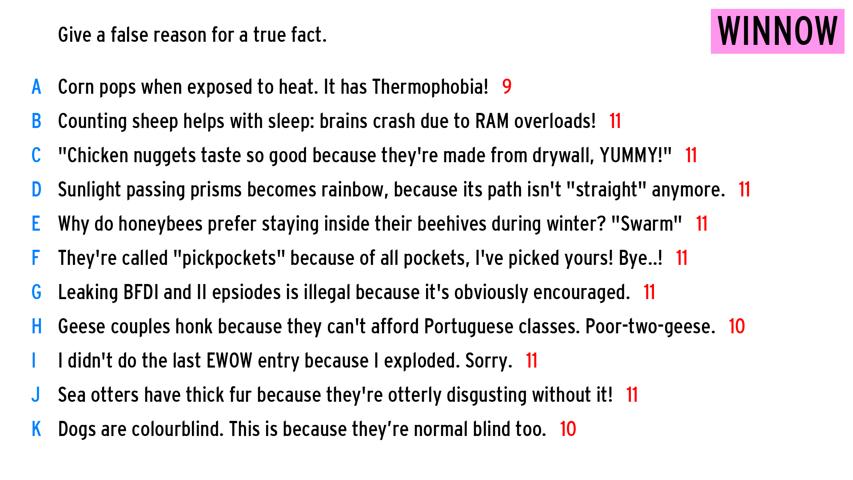 Give a false reason for a true fact.
WINNOW
A Corn pops when exposed to heat. It has Thermophobia! 9
B Counting sheep helps with sleep: brains crash due to RAM overloads! 11
C "Chicken nuggets taste so good because they're made from drywall, YUMMY!" 11
D Sunlight passing prisms becomes rainbow, because its path isn't "straight" anymore. 11
E Why do honeybees prefer staying inside their beehives during winter? "Swarm" 11
F They're called "pickpockets" because of all pockets, I've picked yours! Bye..! 11
G Leaking BFDI and II epsiodes is illegal because it's obviously encouraged. 11
H Geese couples honk because they can't afford Portuguese classes. Poor-two-geese. 10
I I didn't do the last EWOW entry because I exploded. Sorry. 11
J Sea otters have thick fur because they're otterly disgusting without it! 11
K Dogs are colourblind. This is because they’re normal blind too. 10